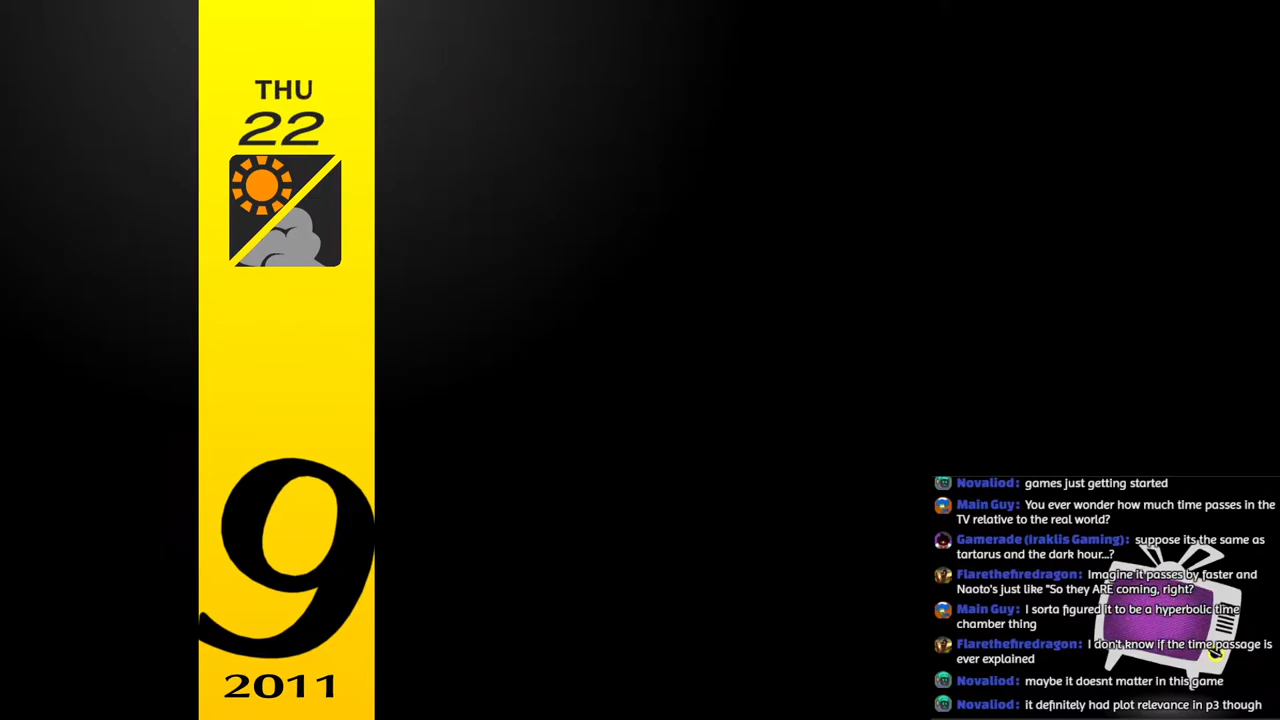 THU
22
9
2011
Novaliod: games just getting started
Main Guy: You ever wonder how much time passes in the
TV relative to the real world?
Gamerade (Iraklis Gaming): suppose its the same as
tartarus and the dark hour...?
Flarethefiredragon: Imagine it passes by faster and
Naoto's just like "So they ARE coming, right?
Main Guy: I sorta figured it to be a hyperbolic time
chamber thing
Flarethefiredragon: I don't know if the time passage is
ever explained
Novaliod: maybe it doesnt matter in this game
Novaliod: it definitely had plot relevance in p3 though